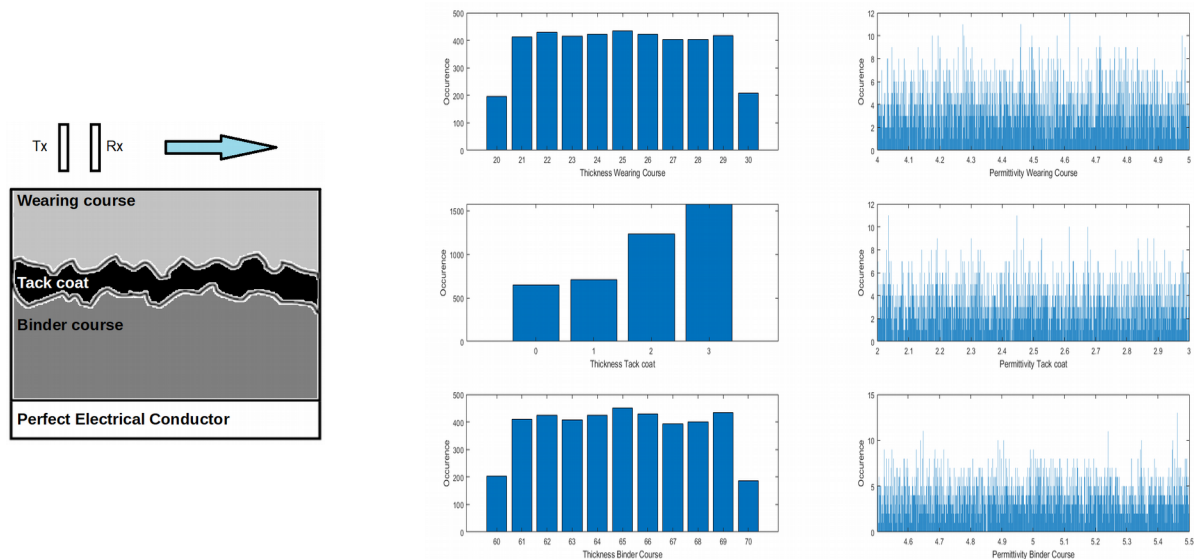 Tx
Rx
Wearing course
Tack coat
Binder course
Perfect Electrical Conductor
500
400
300
200
100
0
Occurence
20 21 22 23 24 25 26 27 28 29 30
Thickness Wearing Course
12
10
8
6
4
2
0
Occurence
4 4.1 4.2 4.3 4.4 4.5 4.6 4.7 4.8 4.9 5
Permittivity Wearing Course
1500
1000
500
0
Occurence
0 1 2 3
Thickness Tack coat
12
10
8
6
4
2
0
Occurence
2 2.1 2.2 2.3 2.4 2.5 2.6 2.7 2.8 2.9 3
Permittivity Tack coat
500
400
300
200
100
0
Occurence
60 61 62 63 64 65 66 67 68 69 70
Thickness Binder Course
15
10
5
0
Occurence
4.6 4.7 4.8 4.9 5 5.1 5.2 5.3 5.4 5.5
Permittivity Binder Course